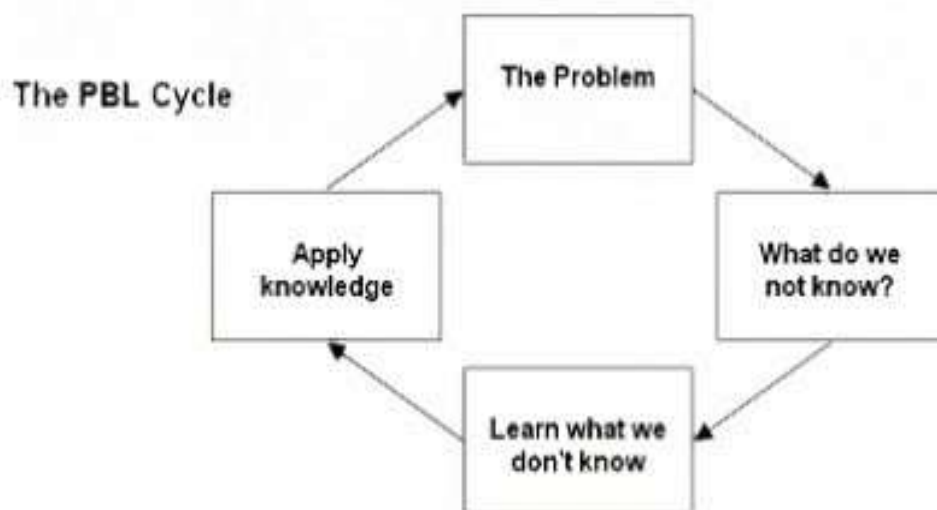 The PBL Cycle
The Problem
What do we
not know?
Learn what we
don't know
Apply
knowledge